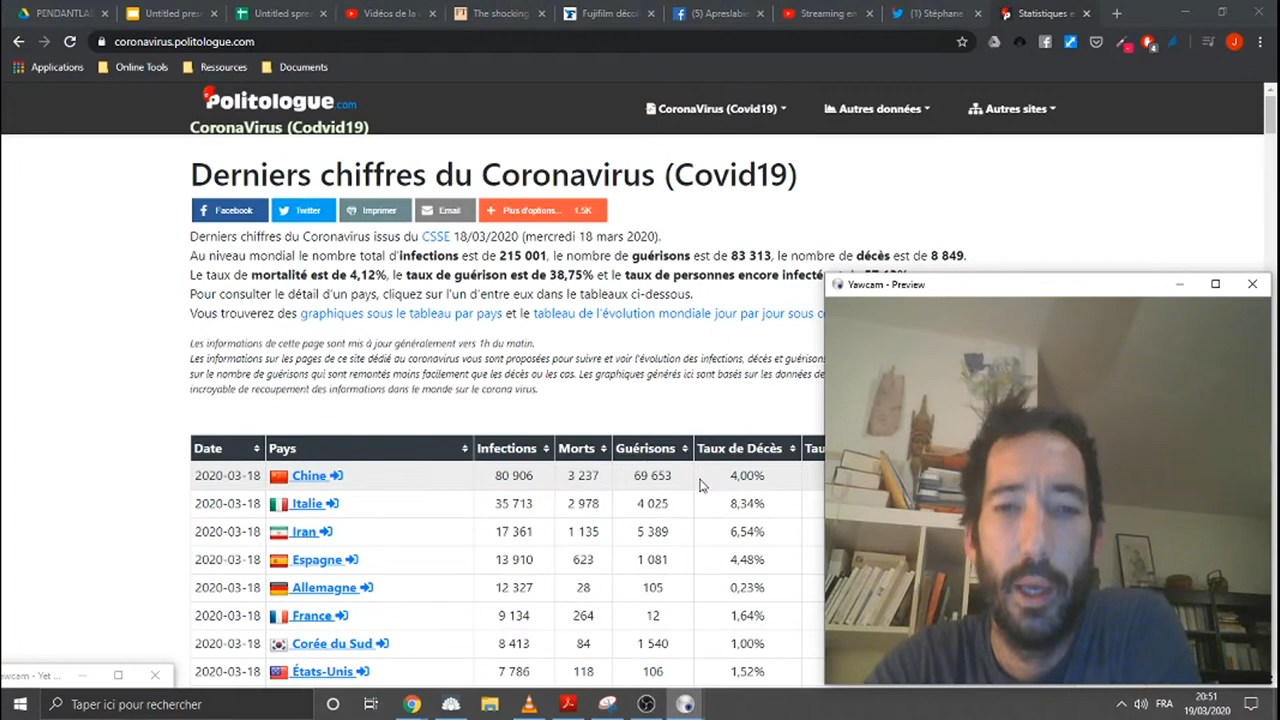 PENDANTLAB
Untitled pres
Untitled spre
Vidéos de la
The shocking
Fujifilm déco
(5) Apreslabie
Streaming en
(1) Stéphane
Statistiques e
coronavirus.politologue.com
Applications
Online Tools
Ressources
Documents
Politologue.com
CoronaVirus (Codvid19)
CoronaVirus (Covid19)
Autres données
Autres sites
Derniers chiffres du Coronavirus (Covid19)
Facebook
Twitter
Imprimer
Email
Plus d'options... 1.5K
Derniers chiffres du Coronavirus issus du CSSE 18/03/2020 (mercredi 18 mars 2020).
Au niveau mondial le nombre total d'infections est de 215 001, le nombre de guérisons est de 83 313, le nombre de décès est de 8 849.
Le taux de mortalité est de 4,12%, le taux de guérison est de 38,75% et le taux de personnes encore infecté
Pour consulter le détail d'un pays, cliquez sur l'un d'entre eux dans le tableaux ci-dessous.
Vous trouverez des graphiques sous le tableau par pays et le tableau de l'évolution mondiale jour par jour sous c
Les informations de cette page sont mis à jour généralement vers 1h du matin.
Les informations sur les pages de ce site dédié au coronavirus vous sont proposées pour suivre et voir l'évolution des infections, décès et guérisons
sur le nombre de guérisons qui sont remontés moins facilement que les décès ou les cas. Les graphiques générés ici sont basés sur les données de
incroyable de recoupement des informations dans le monde sur le corona virus.
Date Pays Infections Morts Guérisons Taux de Décès Tau
2020-03-18 Chine 80 906 3 237 69 653 4,00%
2020-03-18 Italie 35 713 2 978 4 025 8,34%
2020-03-18 Iran 17 361 1 135 5 389 6,54%
2020-03-18 Espagne 13 910 623 1 081 4,48%
2020-03-18 Allemagne 12 327 28 105 0,23%
2020-03-18 France 9 134 264 12 1,64%
2020-03-18 Corée du Sud 8 413 84 1 540 1,00%
2020-03-18 États-Unis 7 786 118 106 1,52%
Yawcam - Preview
awcam - Yet ...
Taper ici pour rechercher
FRA
20:51
19/03/2020